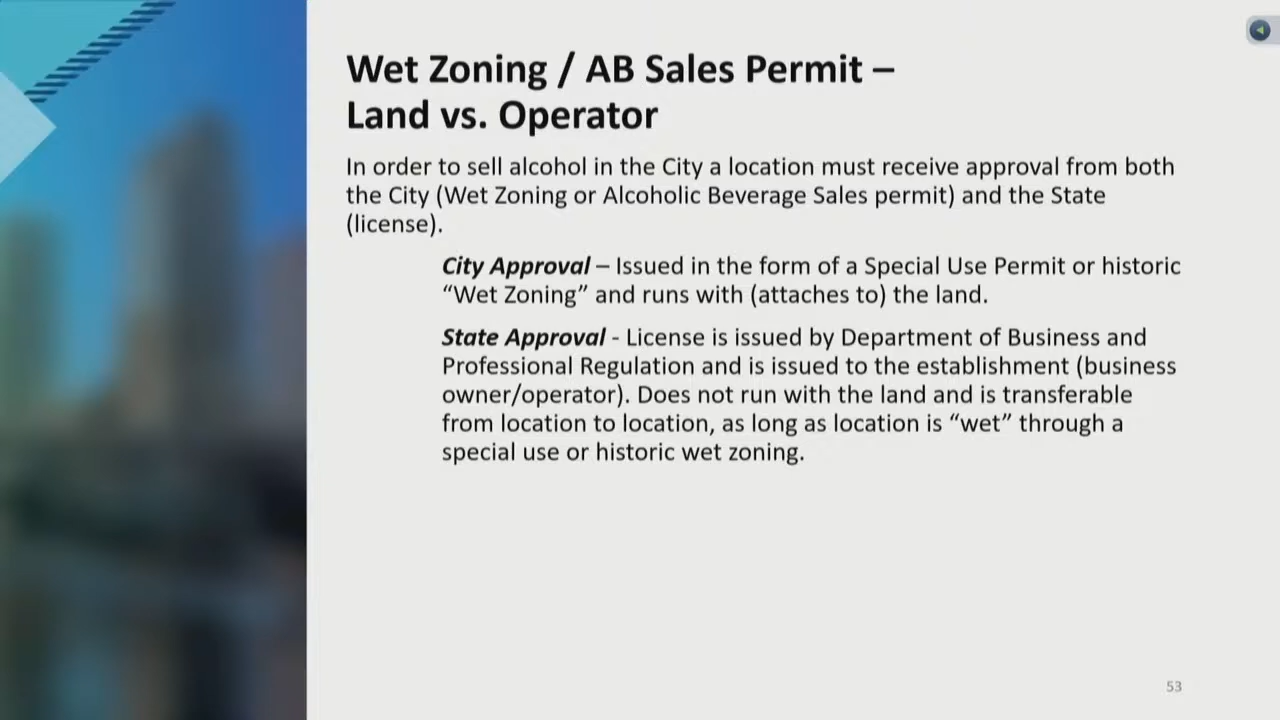 Wet Zoning / AB Sales Permit –
Land vs. Operator
In order to sell alcohol in the City a location must receive approval from both
the City (Wet Zoning or Alcoholic Beverage Sales permit) and the State
(license).
City Approval – Issued in the form of a Special Use Permit or historic
“Wet Zoning” and runs with (attaches to) the land.
State Approval - License is issued by Department of Business and
Professional Regulation and is issued to the establishment (business
owner/operator). Does not run with the land and is transferable
from location to location, as long as location is “wet” through a
special use or historic wet zoning.
53